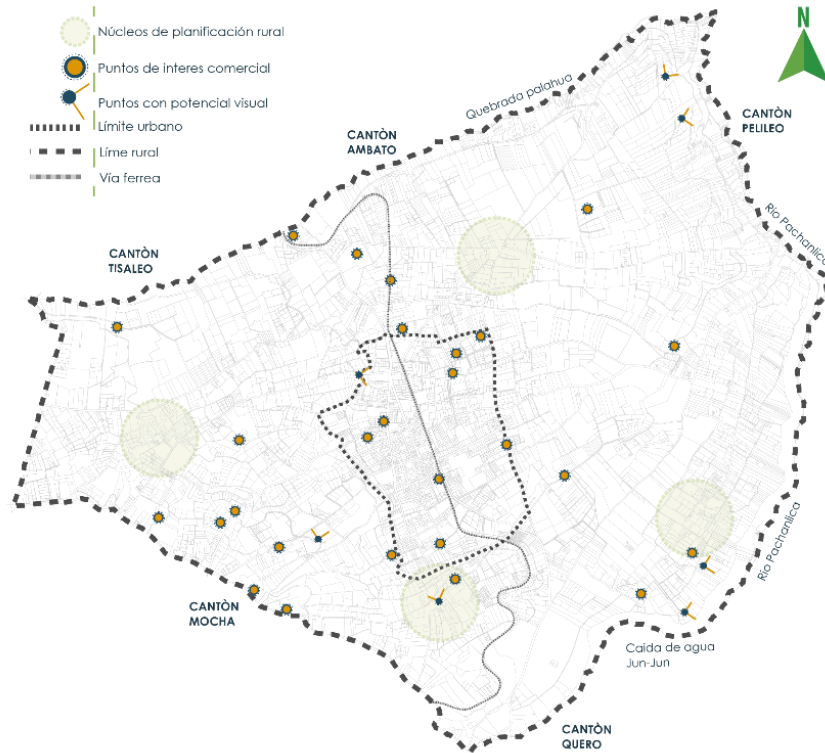 N
Núcleos de planificación rural
Puntos de interes comercial
Puntos con potencial visual
Límite urbano
Líme rural
Vía ferrea
Quebrada palahua
CANTÒN
AMBATO
CANTÒN
PELILEO
CANTÒN
TISALEO
Río Pachanlica
Río Pachanlica
CANTÒN
MOCHA
Caída de agua
Jun-Jun
CANTÒN
QUERO